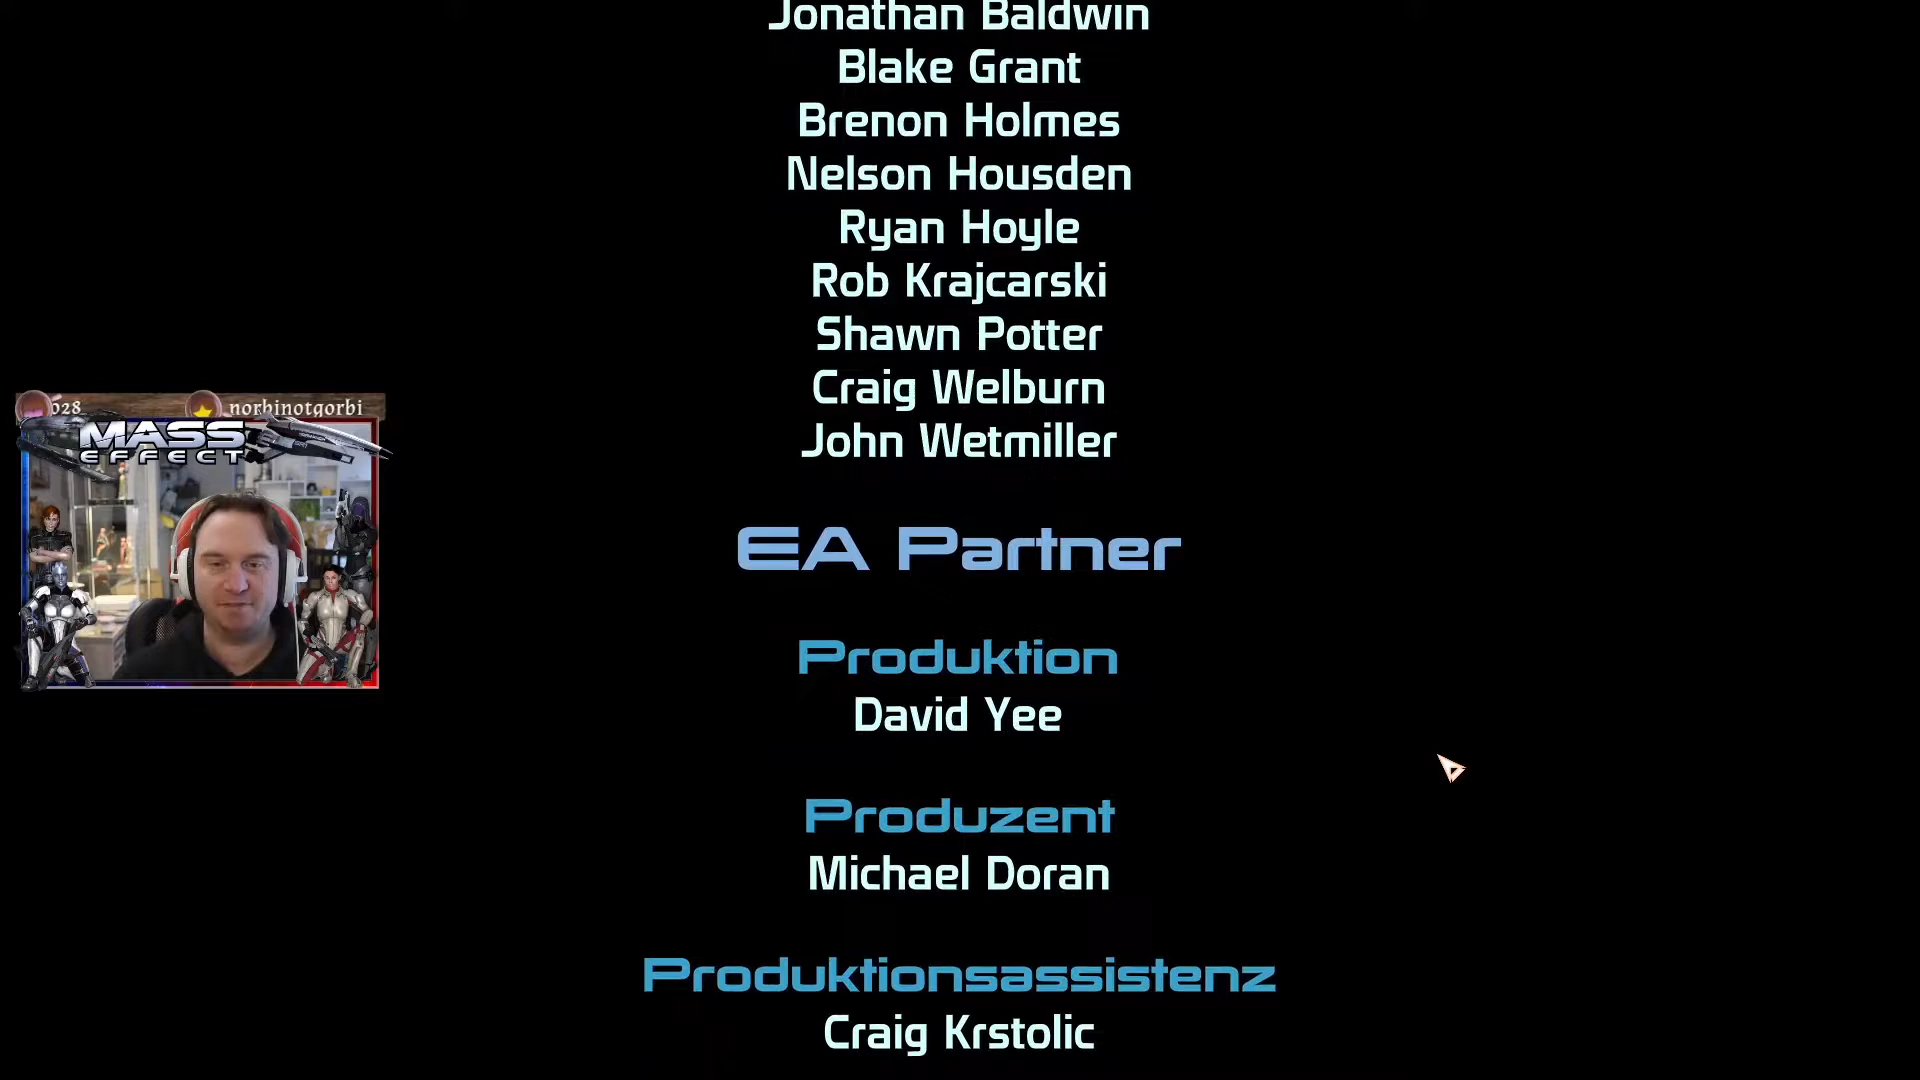 Jonathan Baldwin
Blake Grant
Brenon Holmes
Nelson Housden
Ryan Hoyle
Rob Krajcarski
Shawn Potter
Craig Welburn
John Wetmiller
028
norbinotgorbi
MASS
EFFECT
EA Partner
Produktion
David Yee
Produzent
Michael Doran
Produktionsassistenz
Craig Krstolic